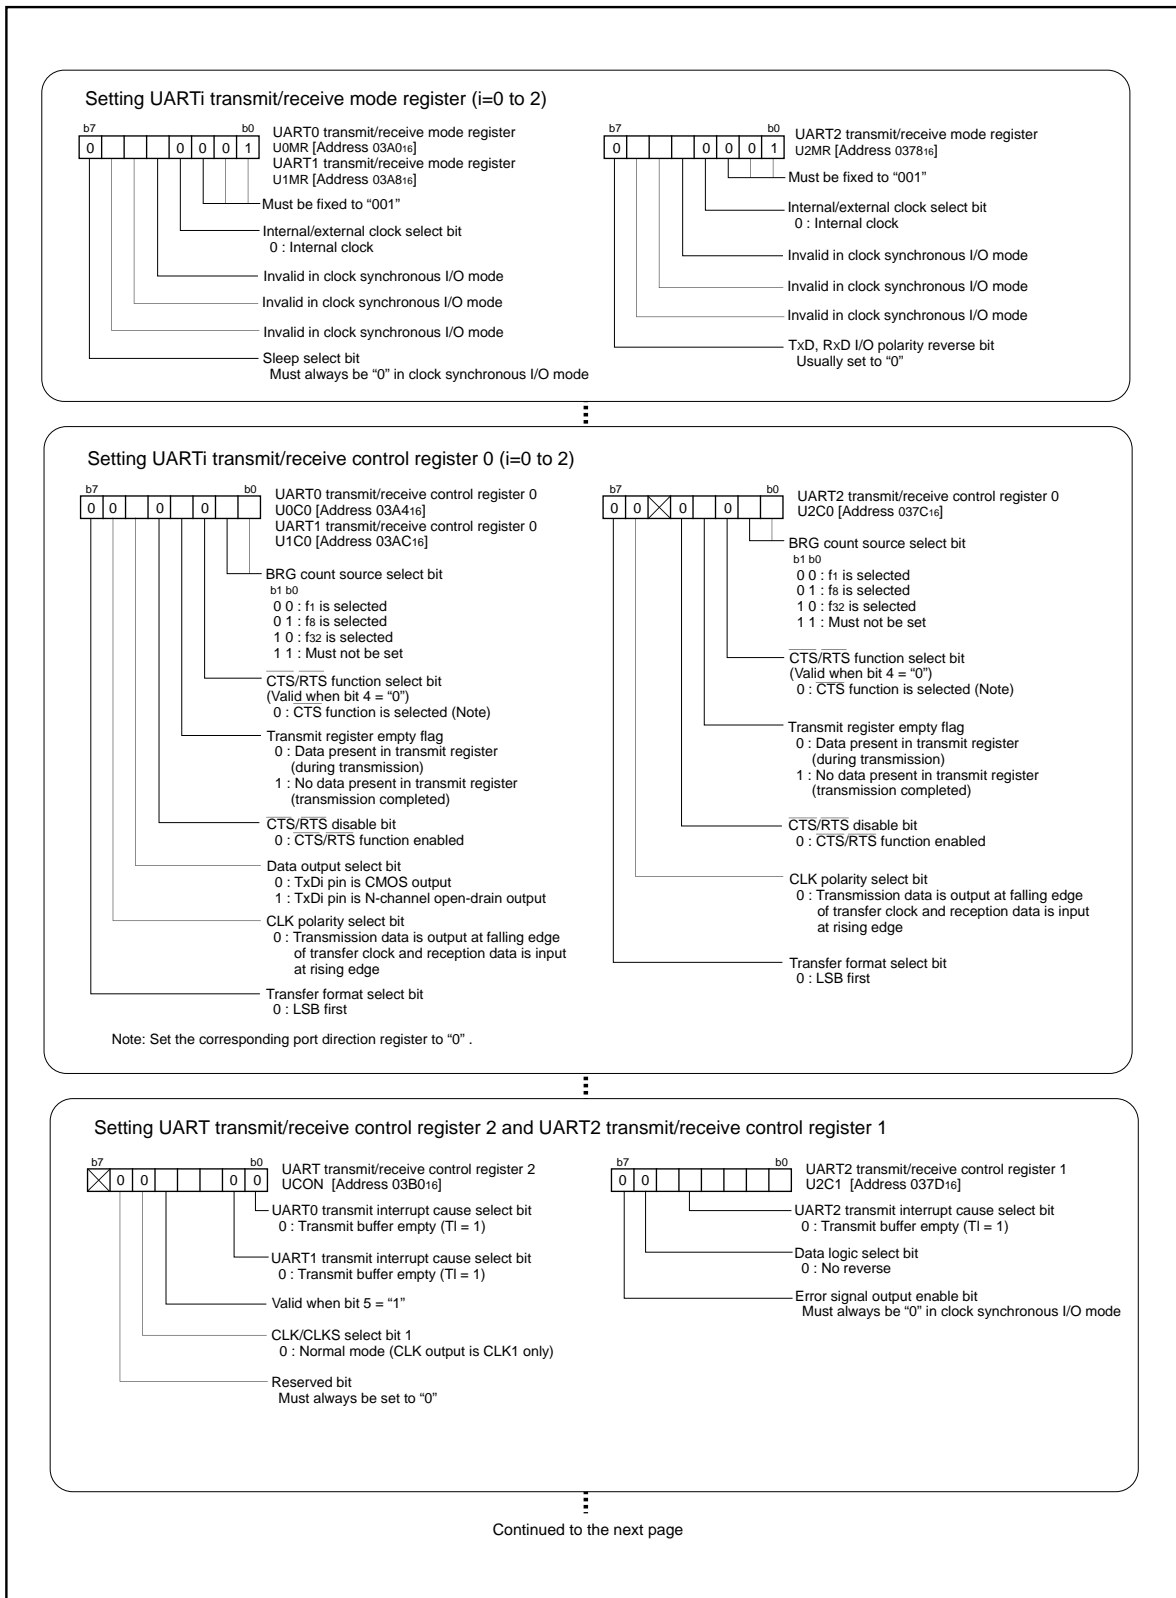 Setting UARTi transmit/receive mode register (i=0 to 2)
b7 b0
0 0 0 0 1
UART0 transmit/receive mode register
U0MR [Address 03A016]
UART1 transmit/receive mode register
U1MR [Address 03A816]
Must be fixed to “001”
Internal/external clock select bit
0 : Internal clock
Invalid in clock synchronous I/O mode
Invalid in clock synchronous I/O mode
Invalid in clock synchronous I/O mode
Sleep select bit
Must always be “0” in clock synchronous I/O mode
b7 b0
0 0 0 0 1
UART2 transmit/receive mode register
U2MR [Address 037816]
Must be fixed to “001”
Internal/external clock select bit
0 : Internal clock
Invalid in clock synchronous I/O mode
Invalid in clock synchronous I/O mode
Invalid in clock synchronous I/O mode
TxD, RxD I/O polarity reverse bit
Usually set to “0”
Setting UARTi transmit/receive control register 0 (i=0 to 2)
b7 b0
0 0 0 0
UART0 transmit/receive control register 0
U0C0 [Address 03A416]
UART1 transmit/receive control register 0
U1C0 [Address 03AC16]
BRG count source select bit
b1 b0
0 0 : f1 is selected
0 1 : f8 is selected
1 0 : f32 is selected
1 1 : Must not be set
CTS/RTS function select bit
(Valid when bit 4 = “0”)
0 : CTS function is selected (Note)
Transmit register empty flag
0 : Data present in transmit register
(during transmission)
1 : No data present in transmit register
(transmission completed)
CTS/RTS disable bit
0 : CTS/RTS function enabled
Data output select bit
0 : TxDi pin is CMOS output
1 : TxDi pin is N-channel open-drain output
CLK polarity select bit
0 : Transmission data is output at falling edge
of transfer clock and reception data is input
at rising edge
Transfer format select bit
0 : LSB first
Note: Set the corresponding port direction register to “0” .
b7 b0
0 0 0 0
UART2 transmit/receive control register 0
U2C0 [Address 037C16]
BRG count source select bit
b1 b0
0 0 : f1 is selected
0 1 : f8 is selected
1 0 : f32 is selected
1 1 : Must not be set
CTS/RTS function select bit
(Valid when bit 4 = “0”)
0 : CTS function is selected (Note)
Transmit register empty flag
0 : Data present in transmit register
(during transmission)
1 : No data present in transmit register
(transmission completed)
CTS/RTS disable bit
0 : CTS/RTS function enabled
CLK polarity select bit
0 : Transmission data is output at falling edge
of transfer clock and reception data is input
at rising edge
Transfer format select bit
0 : LSB first
Setting UART transmit/receive control register 2 and UART2 transmit/receive control register 1
b7 b0
0 0 0 0
UART transmit/receive control register 2
UCON [Address 03B016]
UART0 transmit interrupt cause select bit
0 : Transmit buffer empty (TI = 1)
UART1 transmit interrupt cause select bit
0 : Transmit buffer empty (TI = 1)
Valid when bit 5 = “1”
CLK/CLKS select bit 1
0 : Normal mode (CLK output is CLK1 only)
Reserved bit
Must always be set to “0”
b7 b0
0 0
UART2 transmit/receive control register 1
U2C1 [Address 037D16]
UART2 transmit interrupt cause select bit
0 : Transmit buffer empty (TI = 1)
Data logic select bit
0 : No reverse
Error signal output enable bit
Must always be “0” in clock synchronous I/O mode
Continued to the next page